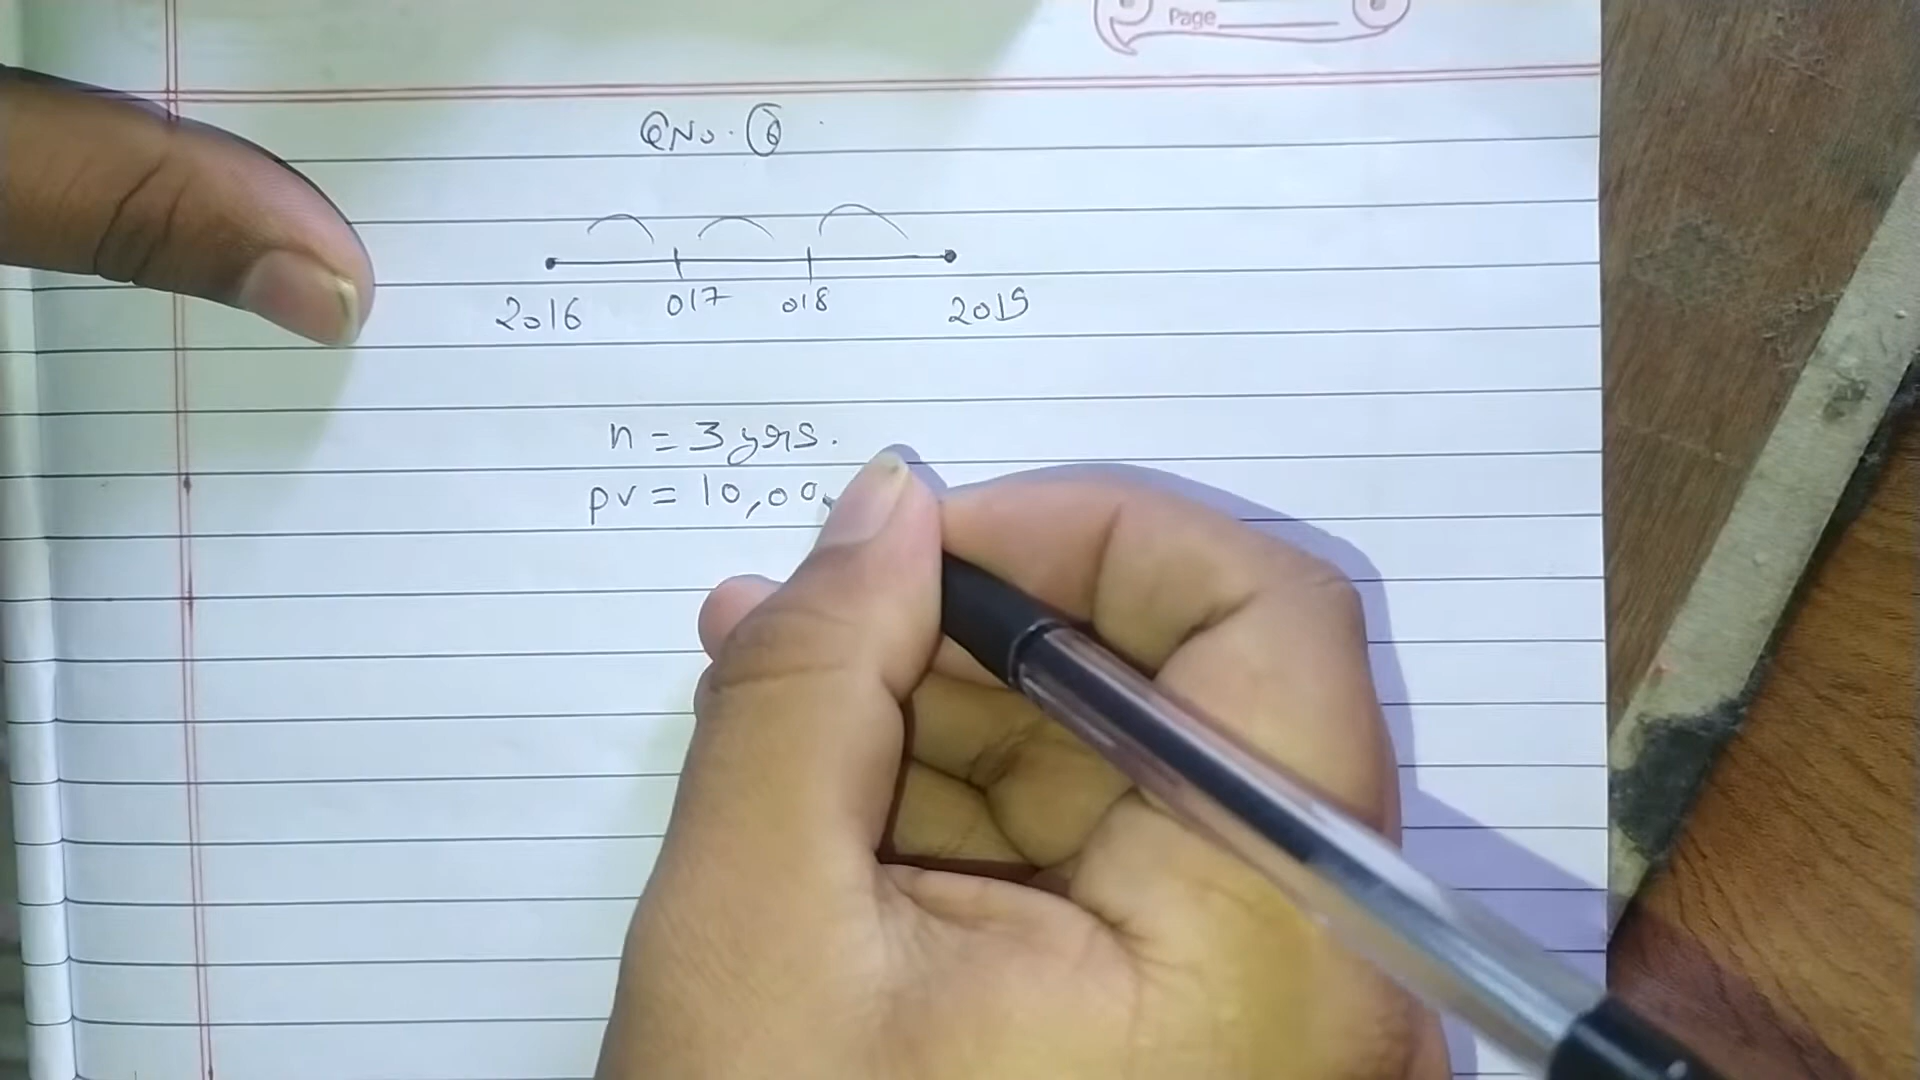 Page
QNo. 6
2016 017 018 2019
n = 3 yrs.
pv = 10,00